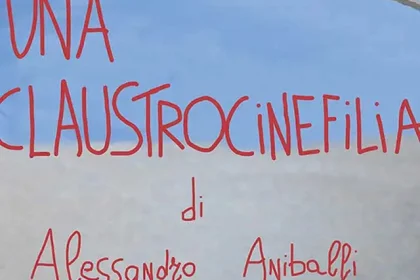 UNA
CLAUSTROCiNEFiLiA
di
Alessandro Aniballi